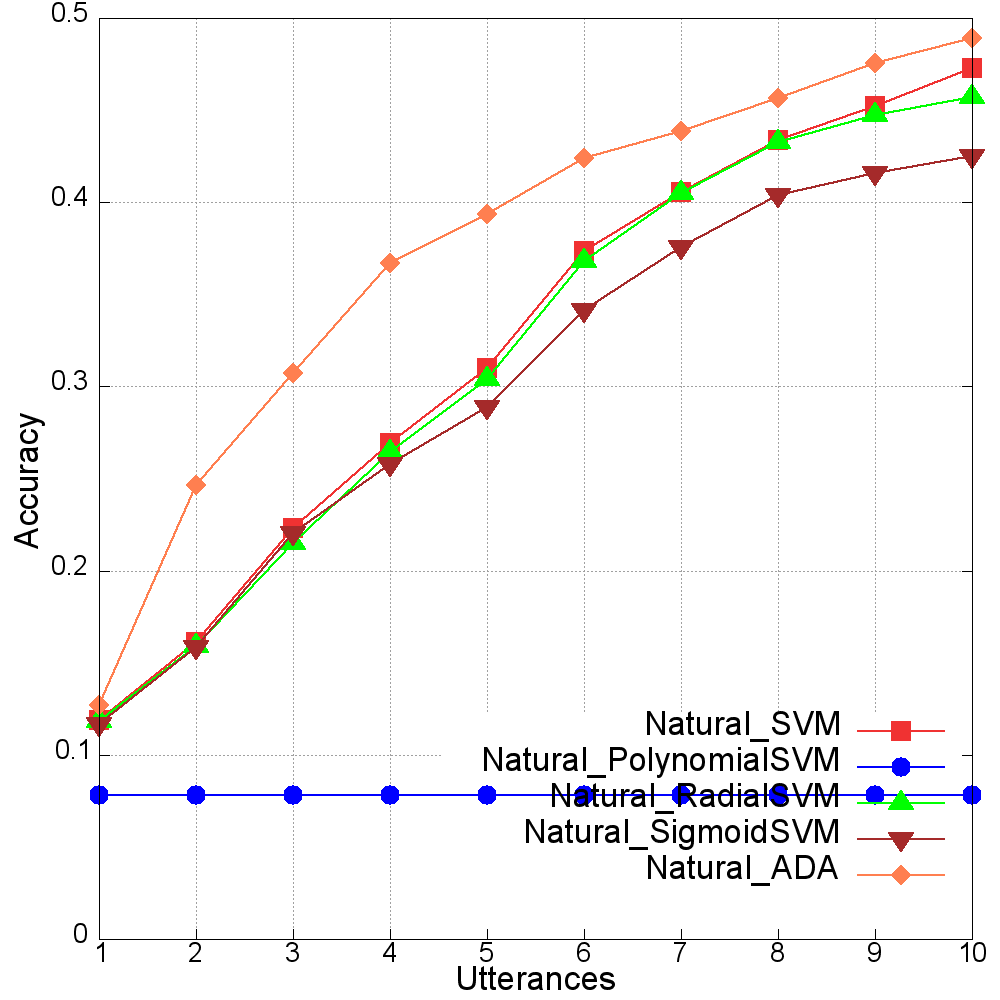 0.5
0.4
0.3
0.2
0.1
0
Accuracy
Natural_SVM
Natural_PolynomialSVM
Natural_RadialSVM
Natural_SigmoidSVM
Natural_ADA
1 2 3 4 5 6 7 8 9 10
Utterances